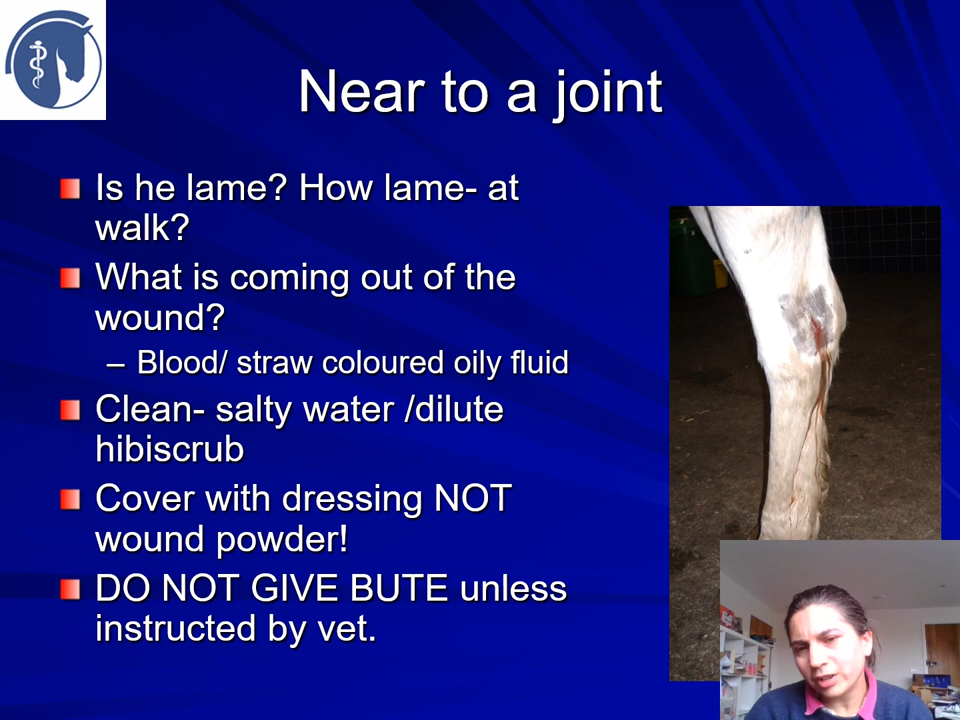 Near to a joint
Is he lame? How lame- at
walk?
What is coming out of the
wound?
– Blood/ straw coloured oily fluid
Clean- salty water /dilute
hibiscrub
Cover with dressing NOT
wound powder!
DO NOT GIVE BUTE unless
instructed by vet.